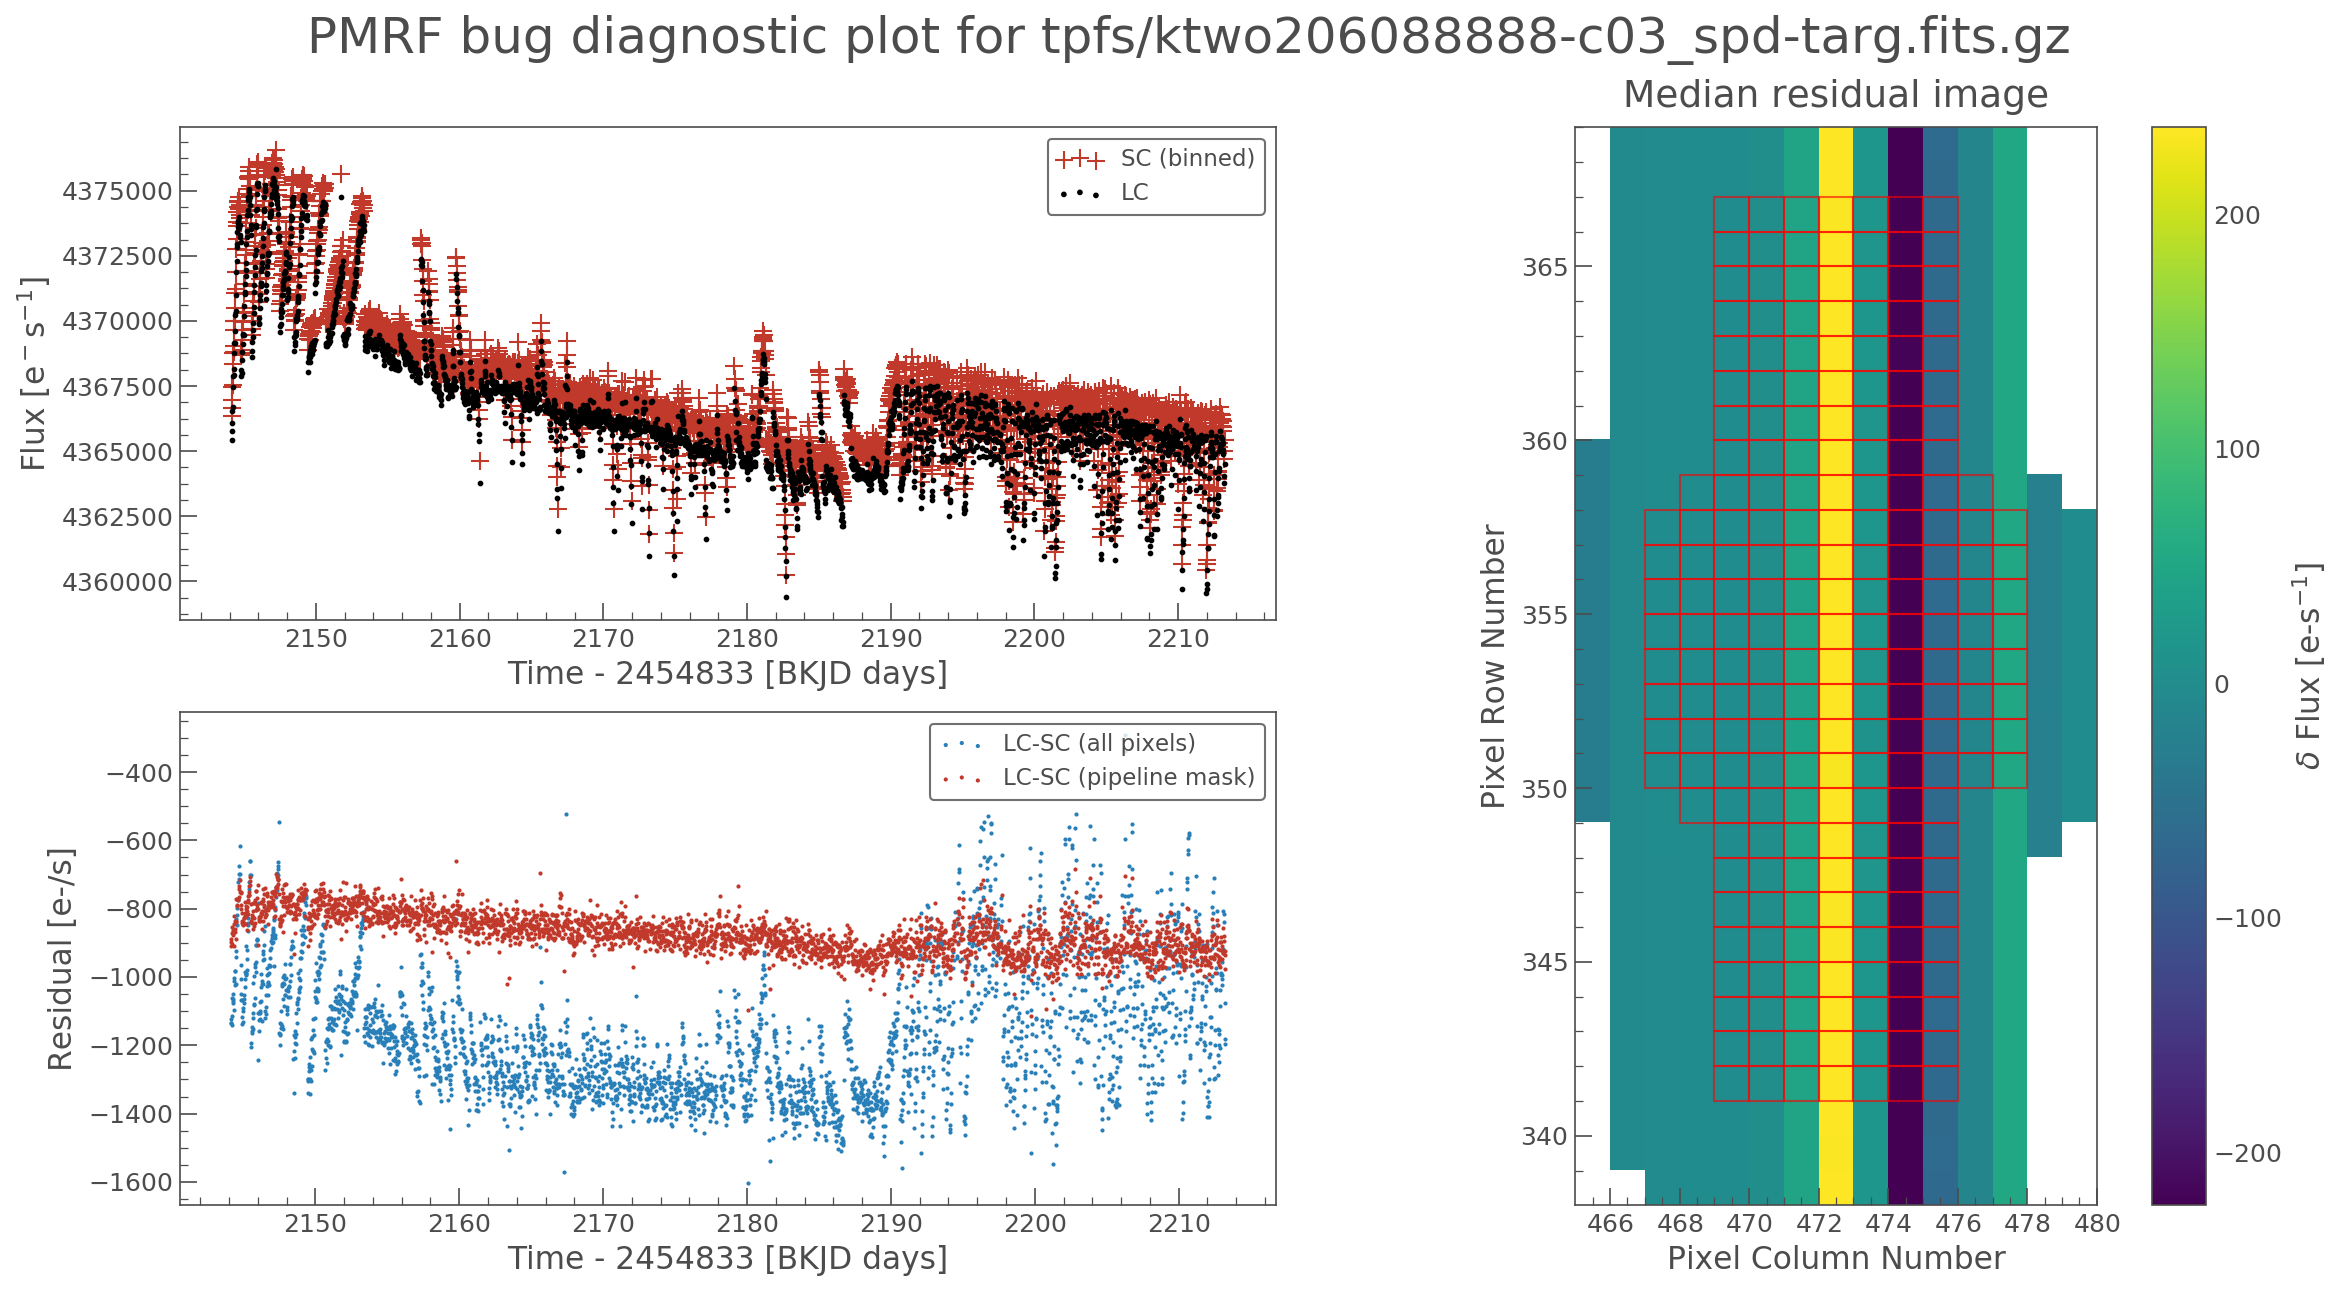 PMRF bug diagnostic plot for tpfs/ktwo206088888-c03_spd-targ.fits.gz
Flux [e⁻ s⁻¹]
4375000
4372500
4370000
4367500
4365000
4362500
4360000
SC (binned)
LC
2150 2160 2170 2180 2190 2200 2210
Time - 2454833 [BKJD days]
Residual [e-/s]
−400
−600
−800
−1000
−1200
−1400
−1600
LC-SC (all pixels)
LC-SC (pipeline mask)
2150 2160 2170 2180 2190 2200 2210
Time - 2454833 [BKJD days]
Median residual image
Pixel Row Number
365
360
355
350
345
340
466 468 470 472 474 476 478 480
Pixel Column Number
200
100
0
−100
−200
δ Flux [e-s⁻¹]